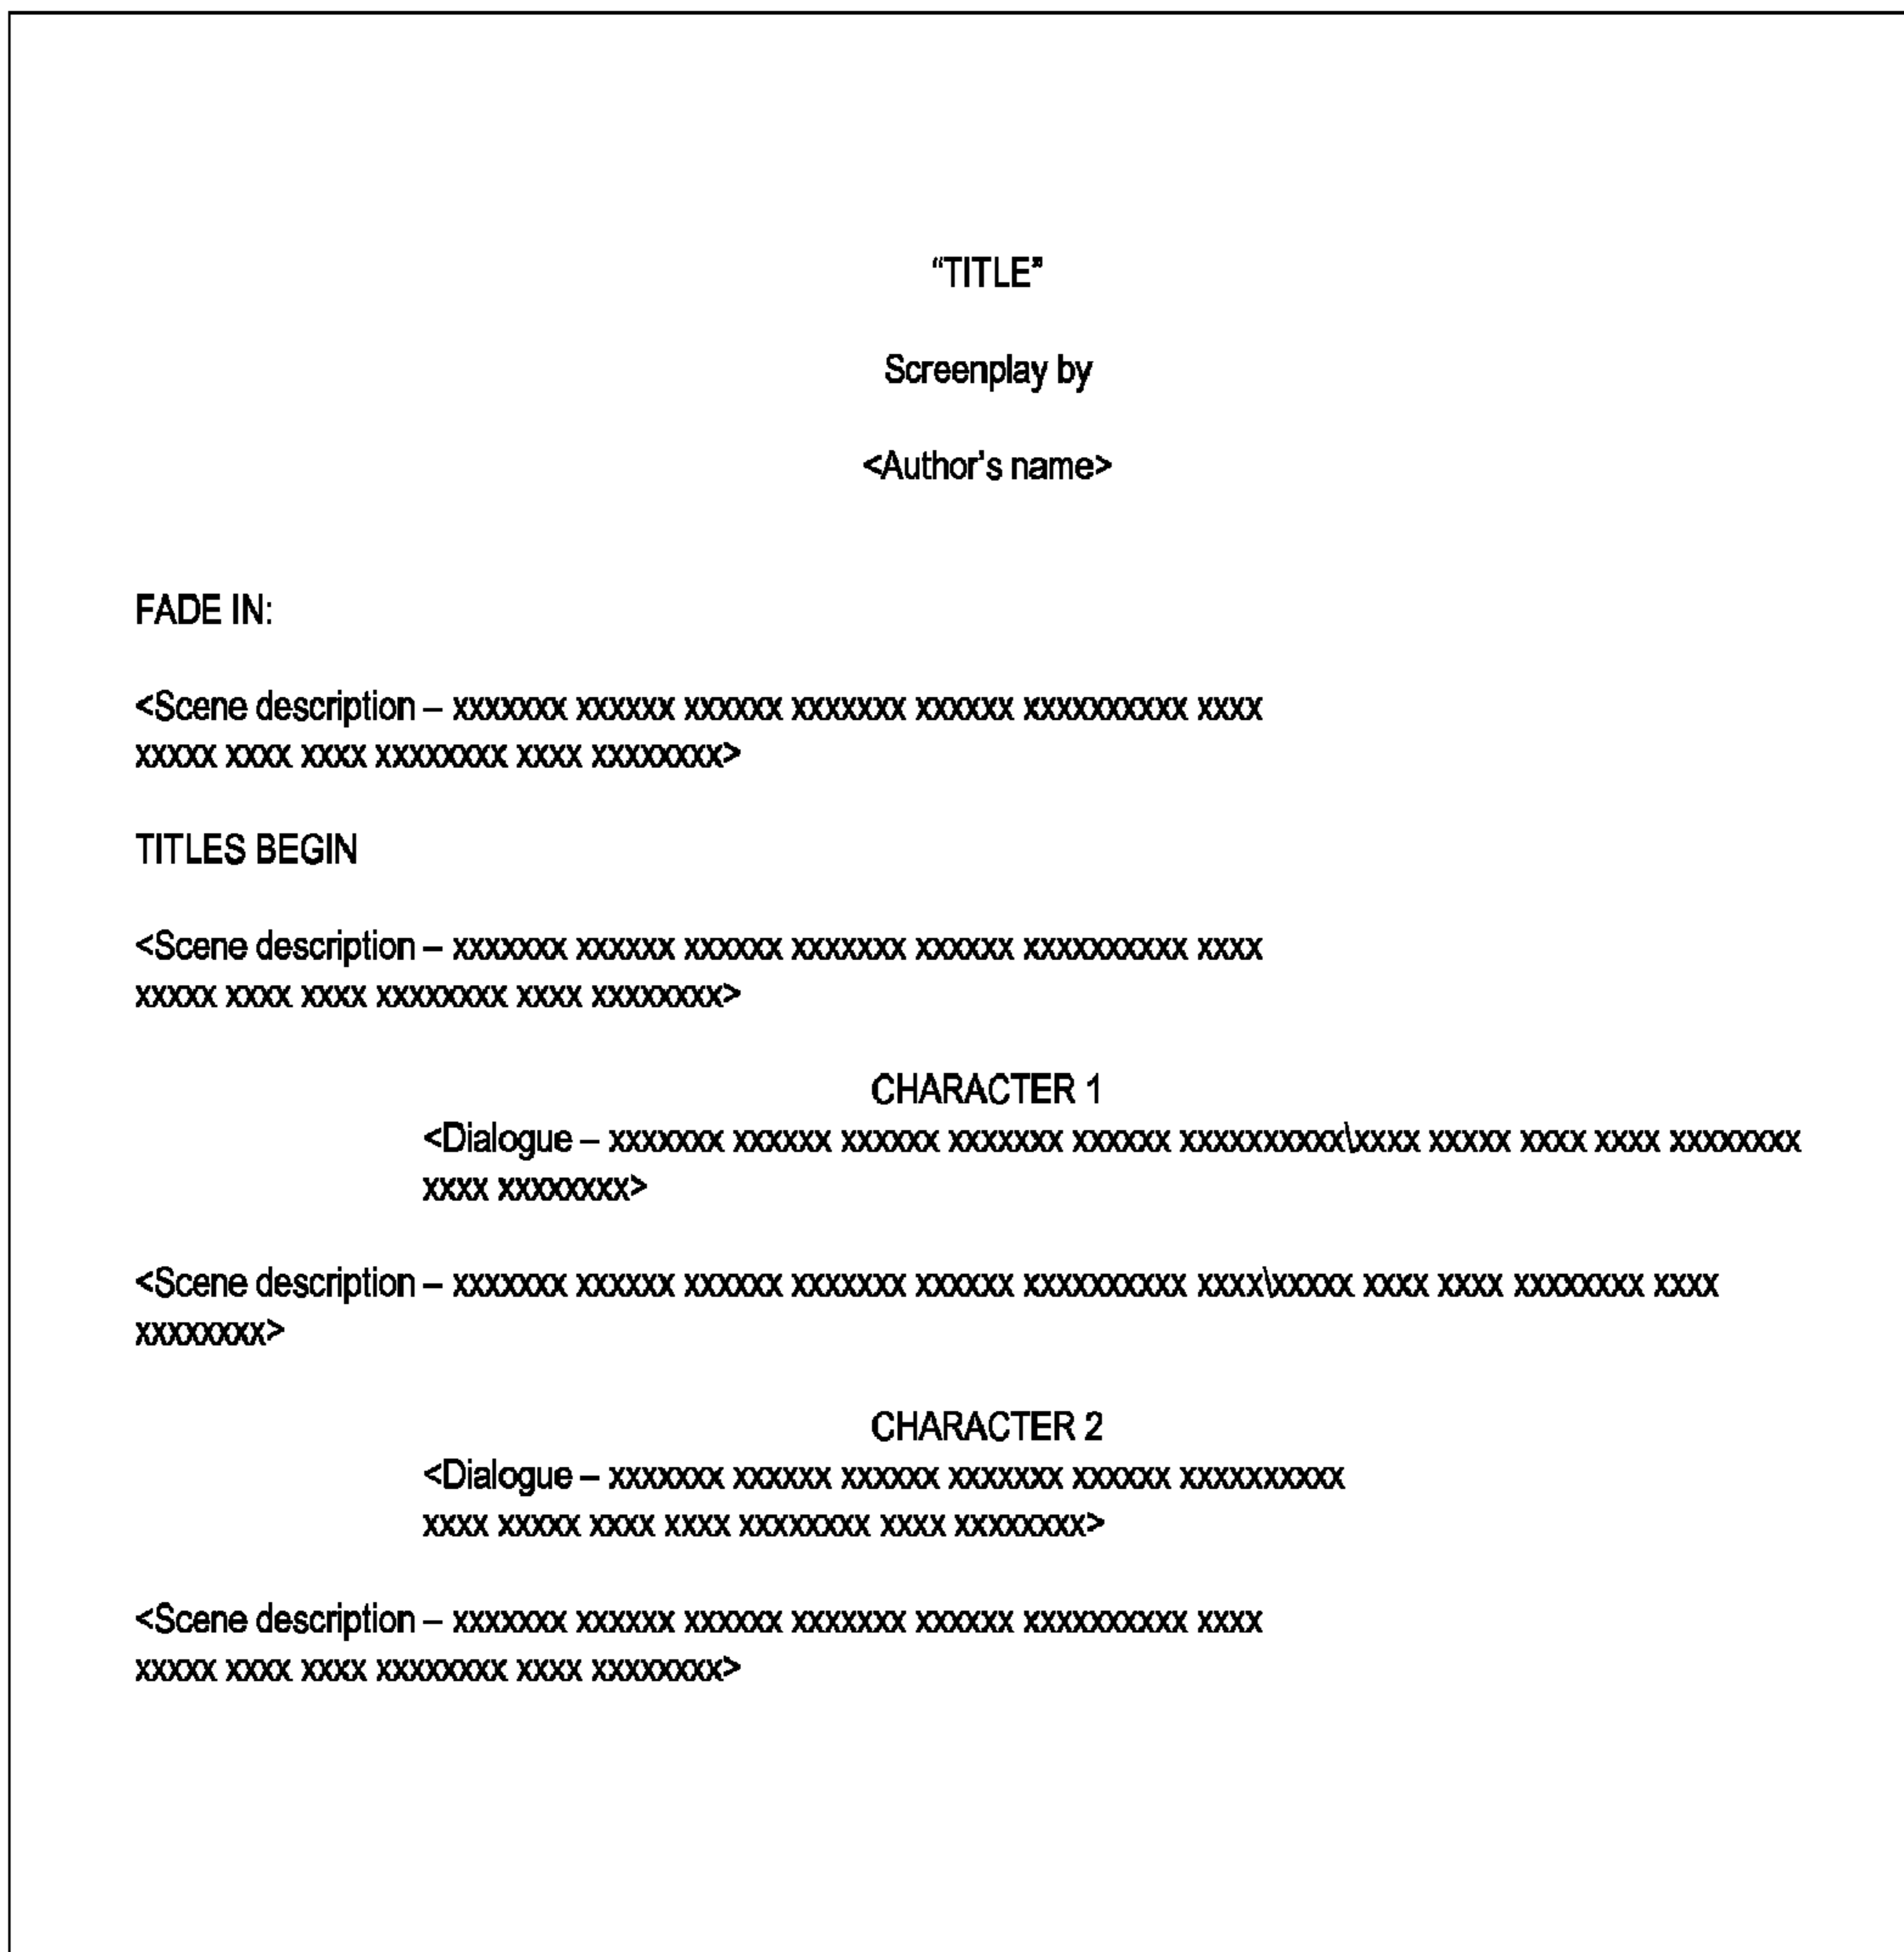 “TITLE”
Screenplay by
<Author’s name>
FADE IN:
<Scene description – xxxxxxx xxxxxx xxxxxx xxxxxxx xxxxxx xxxxxxxxxx xxxx
xxxxx xxxx xxxx xxxxxxxx xxxx xxxxxxxx>
TITLES BEGIN
<Scene description – xxxxxxx xxxxxx xxxxxx xxxxxxx xxxxxx xxxxxxxxxx xxxx
xxxxx xxxx xxxx xxxxxxxx xxxx xxxxxxxx>
CHARACTER 1
<Dialogue – xxxxxxx xxxxxx xxxxxx xxxxxxx xxxxxx xxxxxxxxxx\xxxx xxxxx xxxx xxxx xxxxxxxx
xxxx xxxxxxxx>
<Scene description – xxxxxxx xxxxxx xxxxxx xxxxxxx xxxxxx xxxxxxxxxx xxxx\xxxxx xxxx xxxx xxxxxxxx xxxx
xxxxxxxx>
CHARACTER 2
<Dialogue – xxxxxxx xxxxxx xxxxxx xxxxxxx xxxxxx xxxxxxxxxx
xxxx xxxxx xxxx xxxx xxxxxxxx xxxx xxxxxxxx>
<Scene description – xxxxxxx xxxxxx xxxxxx xxxxxxx xxxxxx xxxxxxxxxx xxxx
xxxxx xxxx xxxx xxxxxxxx xxxx xxxxxxxx>